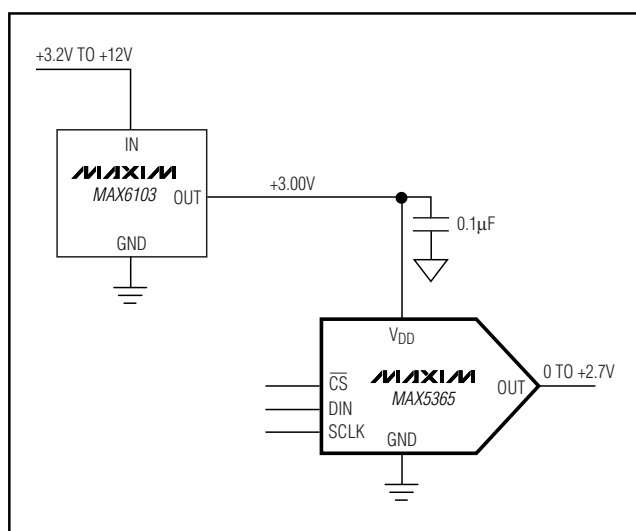 +3.2V TO +12V
IN
MAXIM
MAX6103
OUT
GND
+3.00V
0.1μF
VDD
CS
DIN
SCLK
MAXIM
MAX5365
OUT
GND
0 TO +2.7V